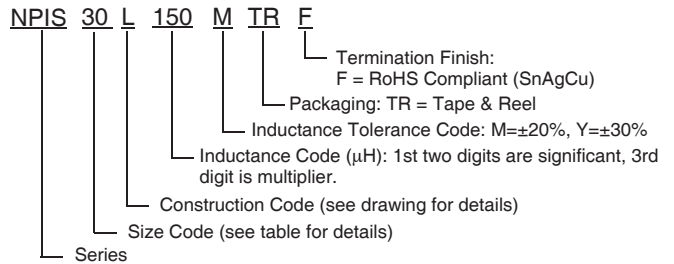 NPIS 30 L 150 M TR F
Termination Finish:
F = RoHS Compliant (SnAgCu)
Packaging: TR = Tape & Reel
Inductance Tolerance Code: M=±20%, Y=±30%
Inductance Code (μH): 1st two digits are significant, 3rd
digit is multiplier.
Construction Code (see drawing for details)
Size Code (see table for details)
Series